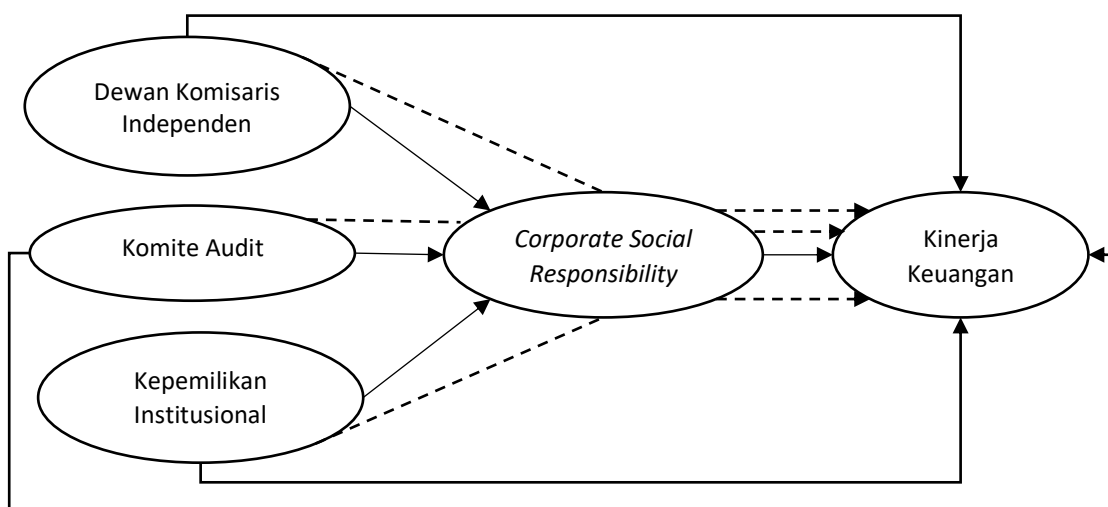 Dewan Komisaris
Independen
Komite Audit
Corporate Social
Responsibility
Kinerja
Keuangan
Kepemilikan
Institusional